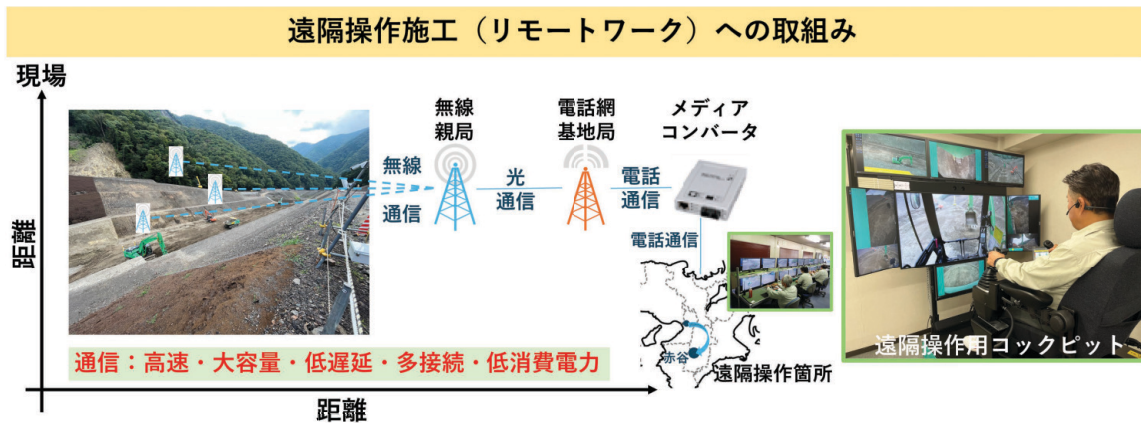 遠隔操作施工（リモートワーク）への取組み
現場
無線
親局
電話網
基地局
メディア
コンバータ
無線
通信
光
通信
電話
通信
電話通信
距離
赤谷
遠隔操作箇所
遠隔操作用コックピット
通信：高速・大容量・低遅延・多接続・低消費電力
距離